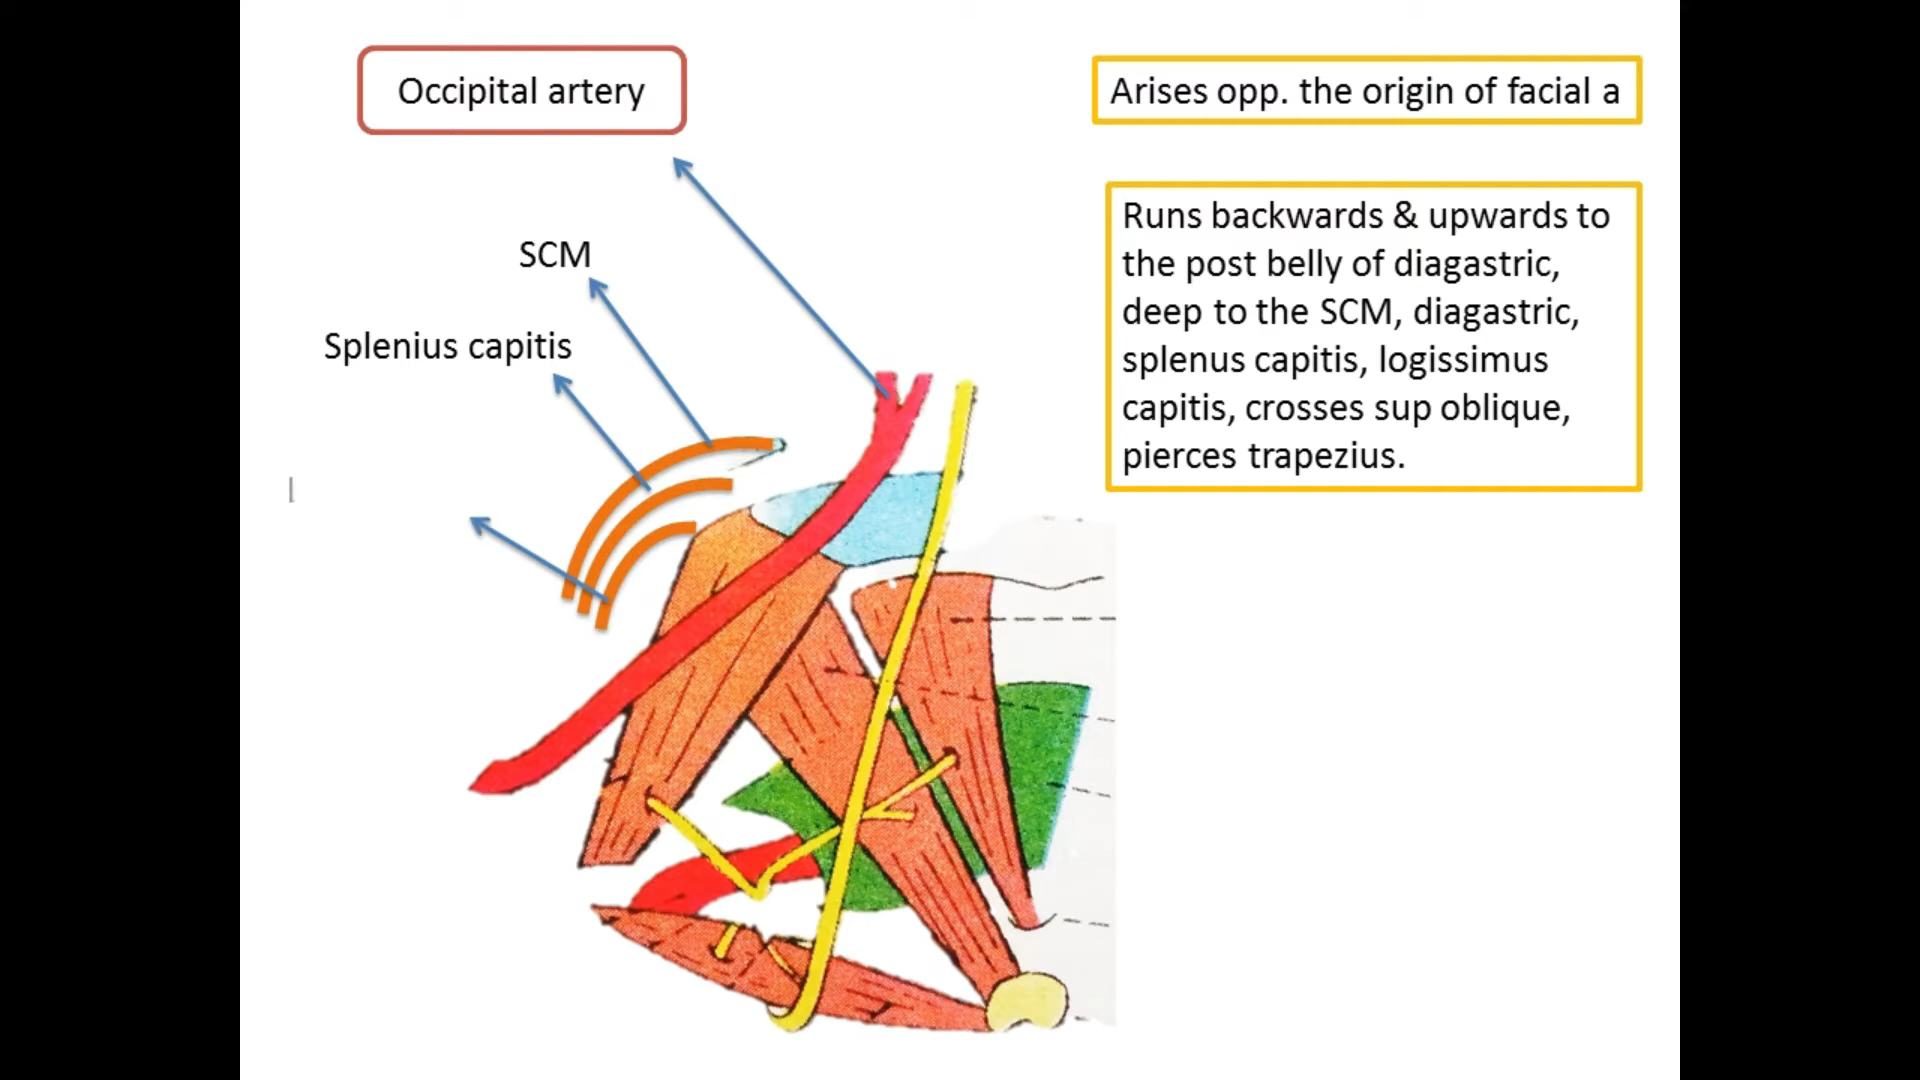 Occipital artery
Arises opp. the origin of facial a
SCM
Splenius capitis
Runs backwards & upwards to
the post belly of diagastric,
deep to the SCM, diagastric,
splenus capitis, logissimus
capitis, crosses sup oblique,
pierces trapezius.